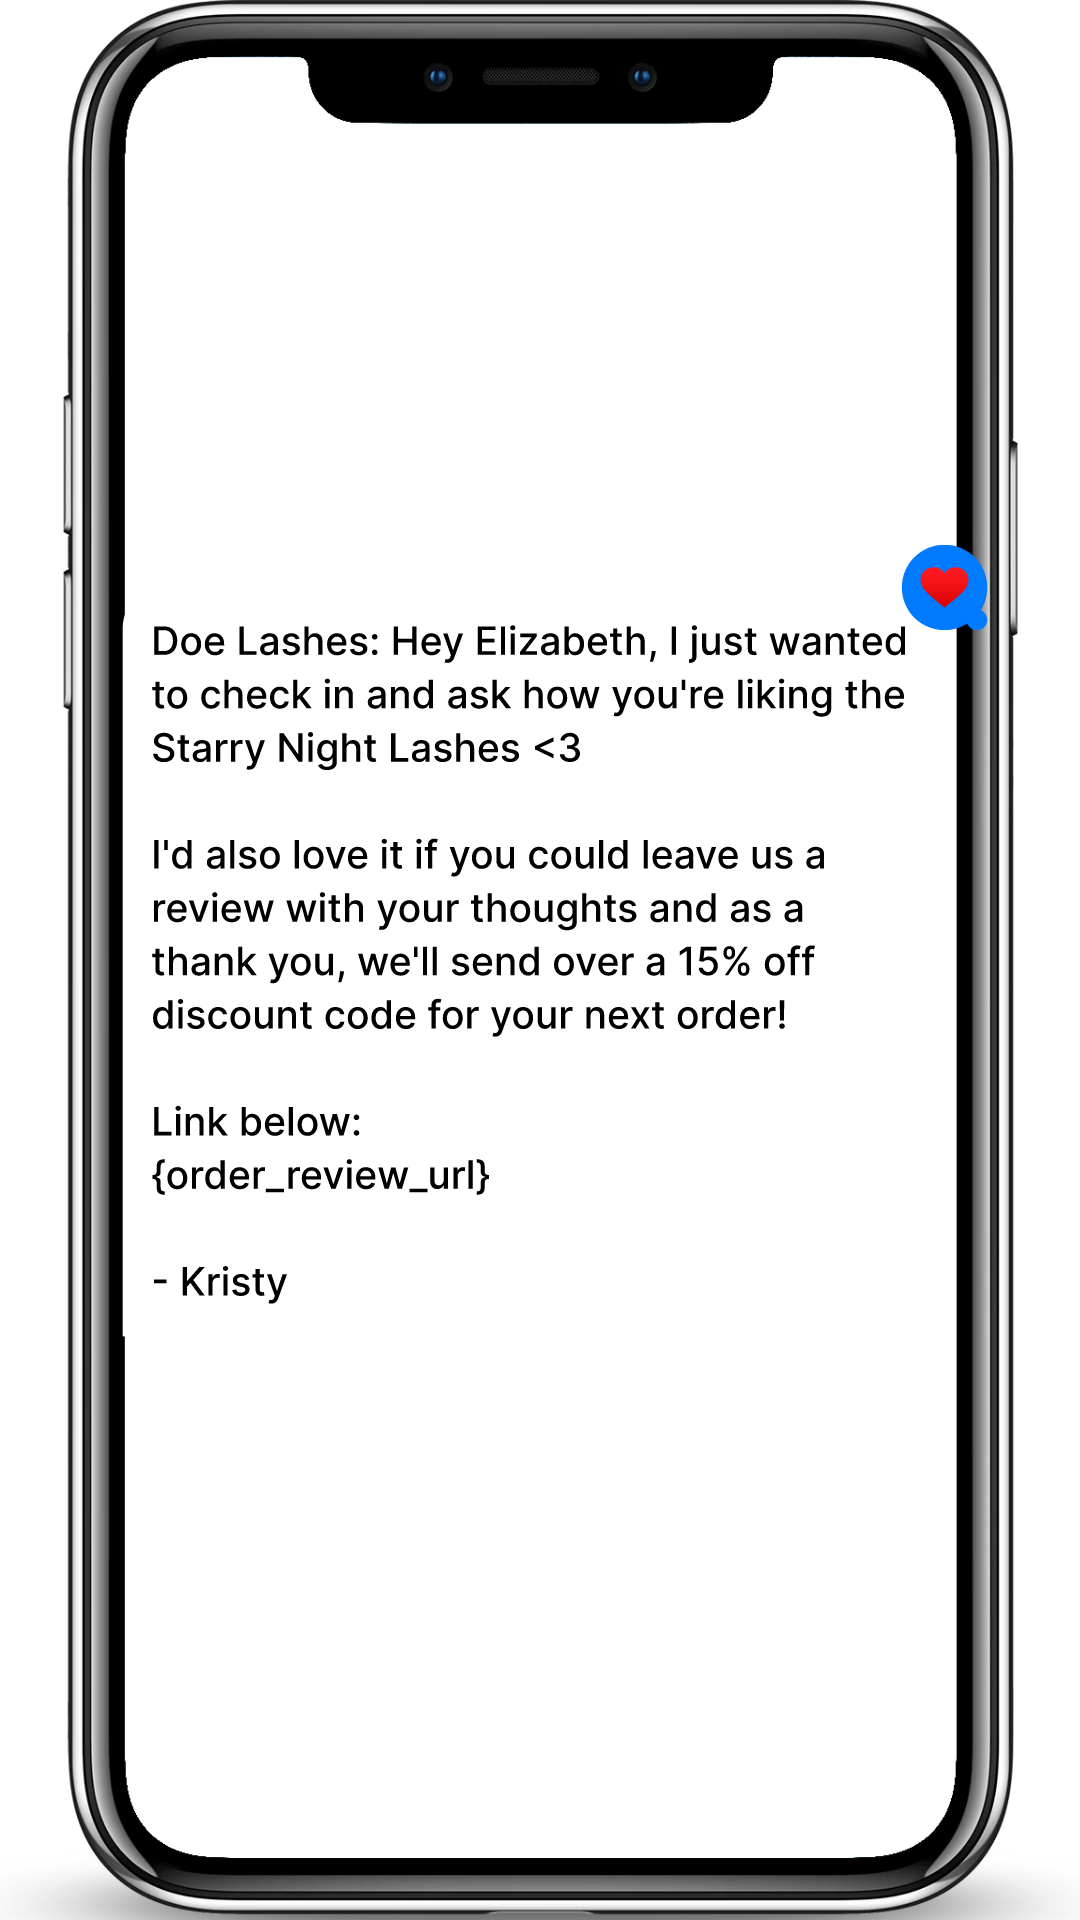 Doe Lashes: Hey Elizabeth, I just wanted
to check in and ask how you're liking the
Starry Night Lashes <3
I'd also love it if you could leave us a
review with your thoughts and as a
thank you, we'll send over a 15% off
discount code for your next order!
Link below:
{order_review_url}
- Kristy